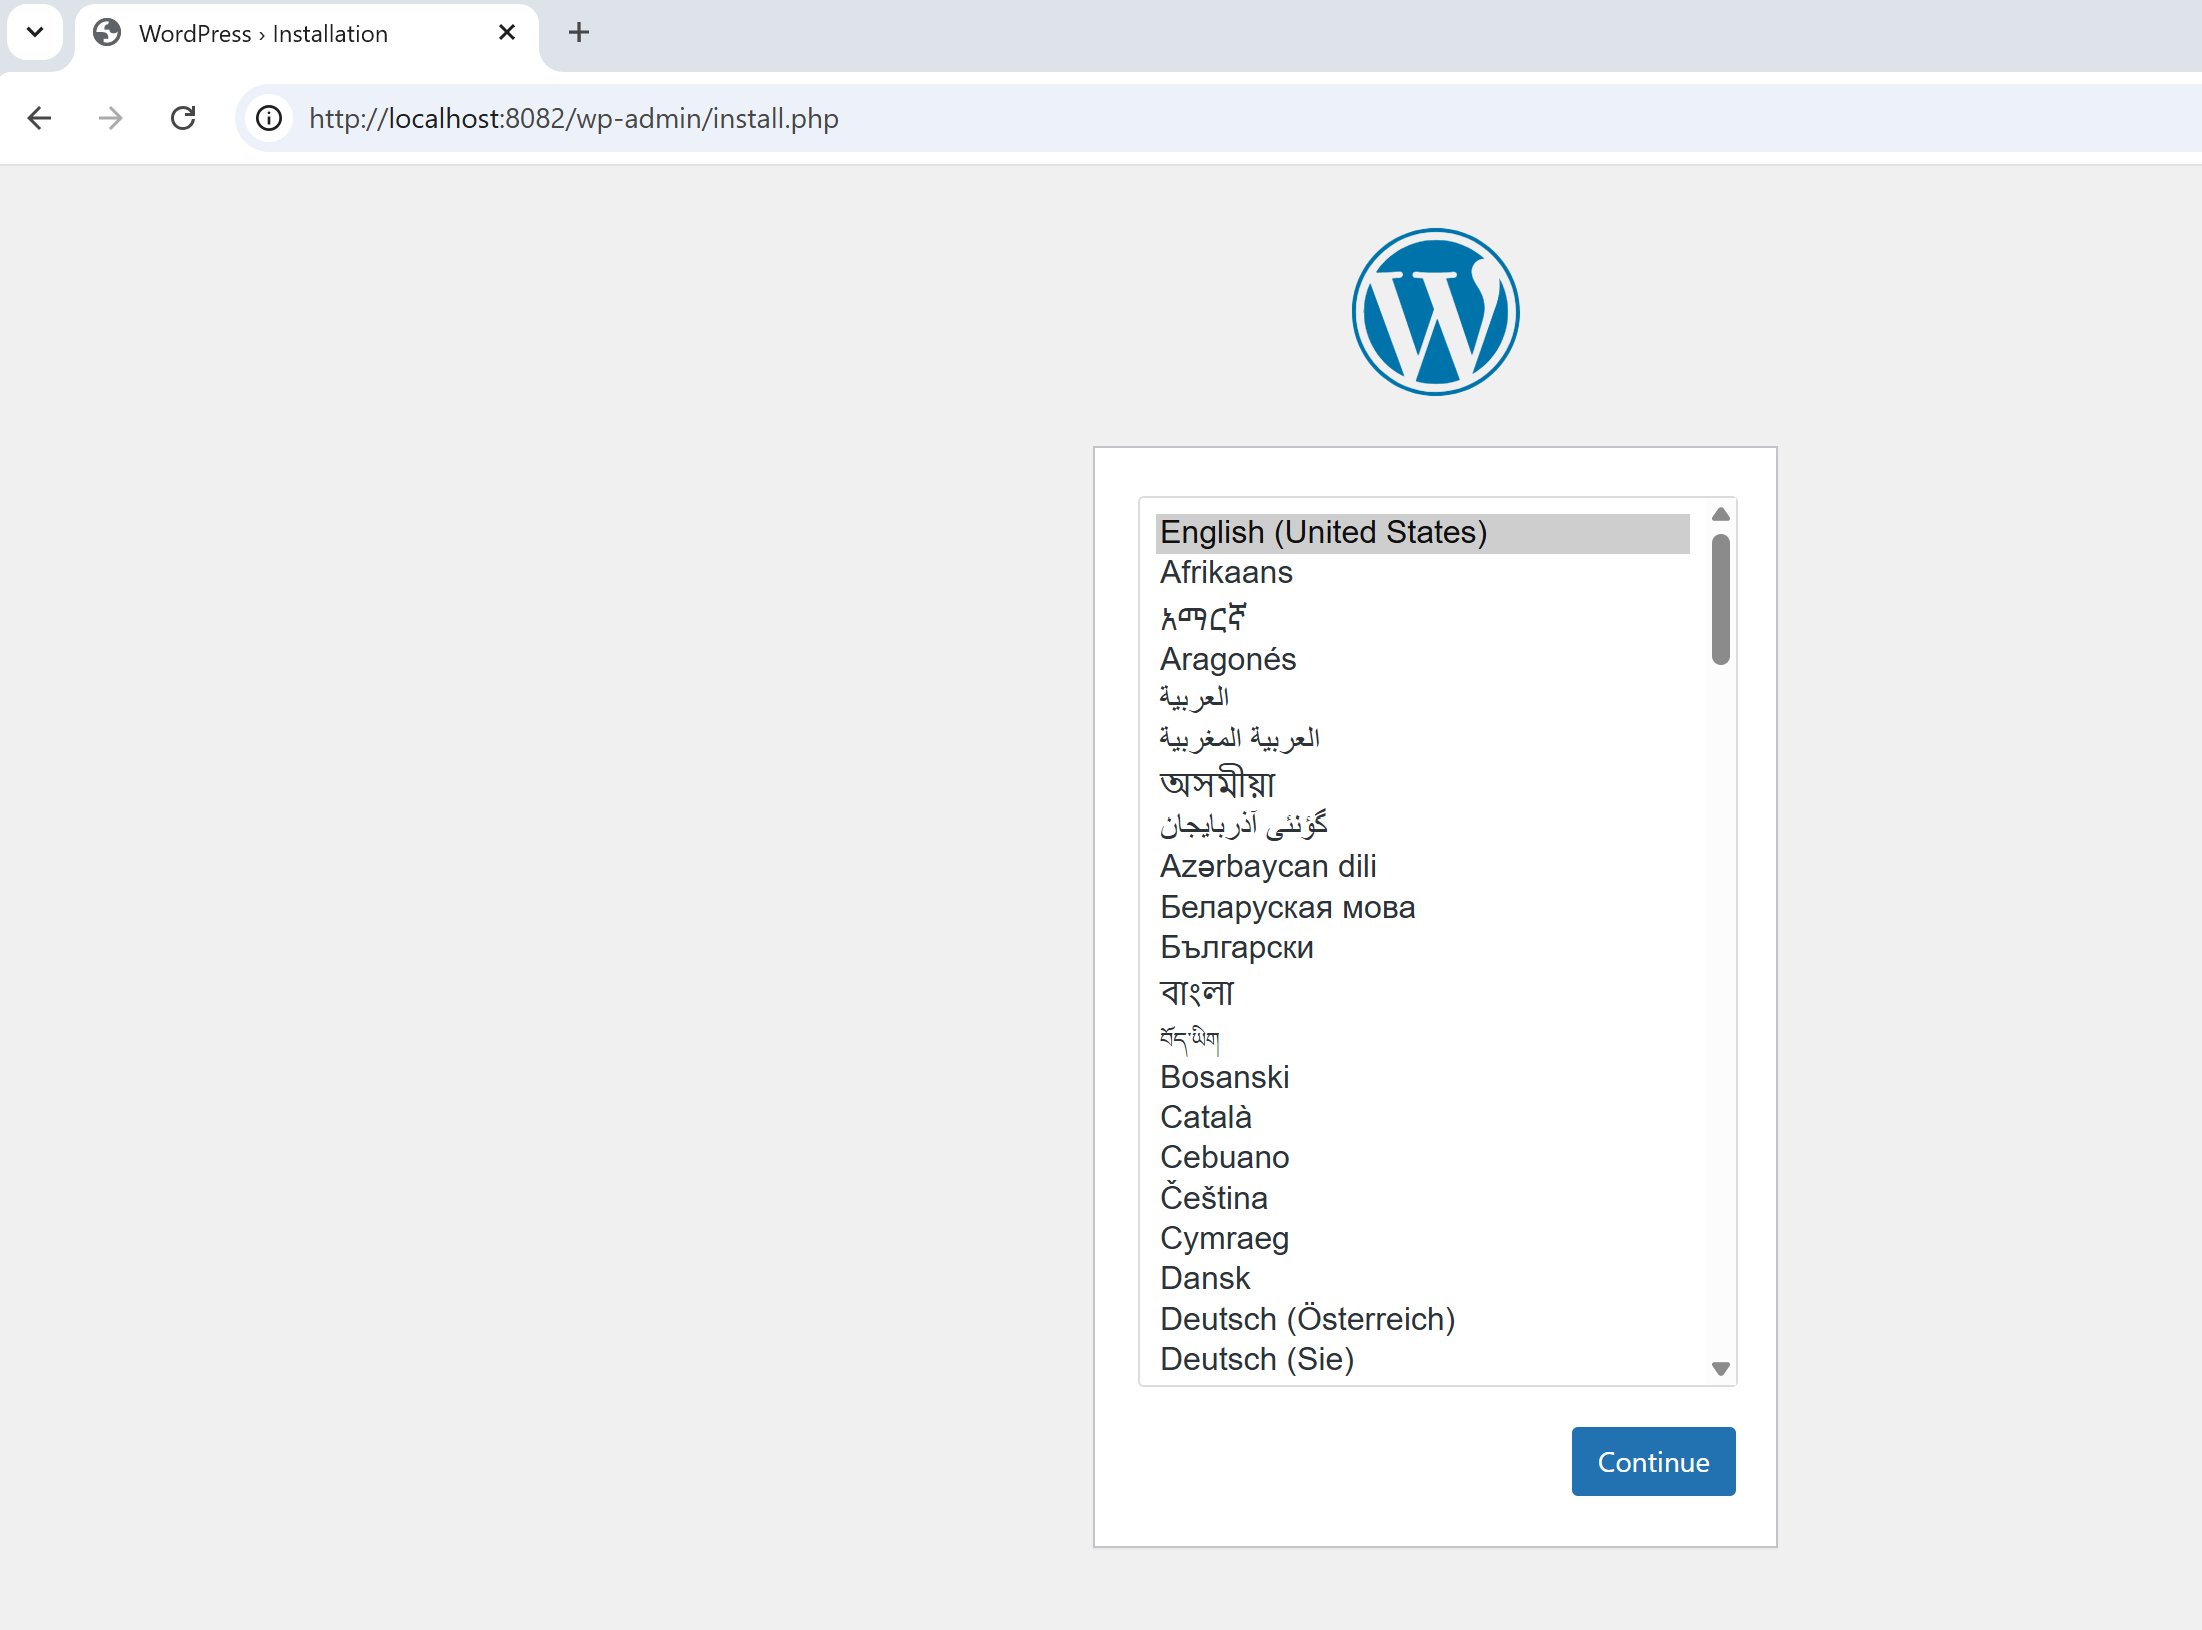 WordPress › Installation
http://localhost:8082/wp-admin/install.php
English (United States)
Afrikaans
አማርኛ
Aragonés
العربية
العربية المغربية
অসমীয়া
گؤنئی آذربایجان
Azərbaycan dili
Беларуская мова
Български
বাংলা
བོད་ཡིག
Bosanski
Català
Cebuano
Čeština
Cymraeg
Dansk
Deutsch (Österreich)
Deutsch (Sie)
Continue